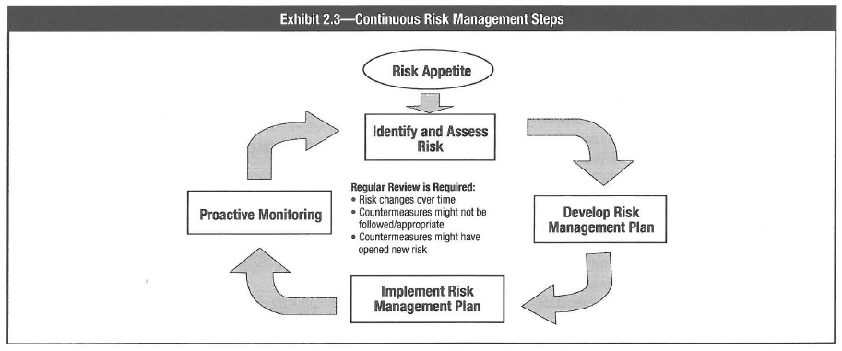 Exhibit 2.3—Continuous Risk Management Steps
Risk Appetite
Identify and Assess
Risk
Regular Review is Required:
• Risk changes over time
• Countermeasures might not be
followed/appropriate
• Countermeasures might have
opened new risk
Proactive Monitoring
Develop Risk
Management Plan
Implement Risk
Management Plan